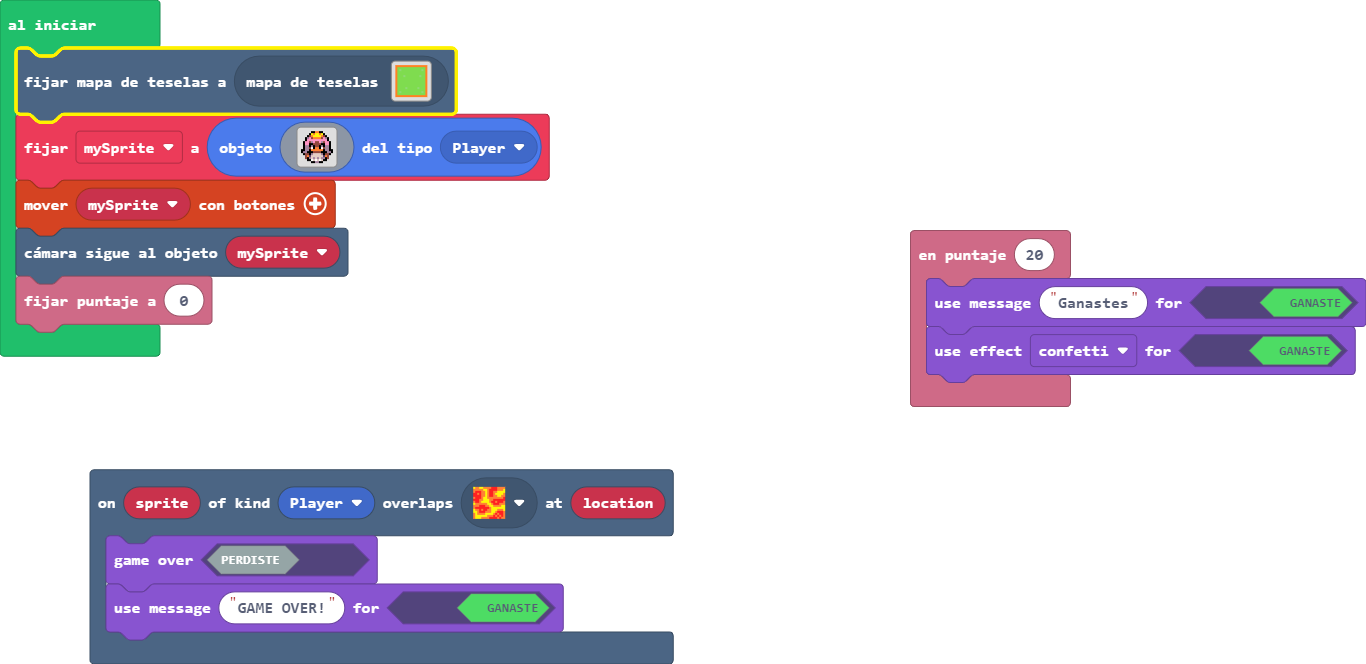 al iniciar
fijar mapa de teselas a mapa de teselas
fijar mySprite a objeto del tipo Player
mover mySprite con botones
cámara sigue al objeto mySprite
fijar puntaje a 0
en puntaje 20
use message "Ganastes" for GANASTE
use effect confetti for GANASTE
on sprite of kind Player overlaps at location
game over PERDISTE
use message "GAME OVER!" for GANASTE